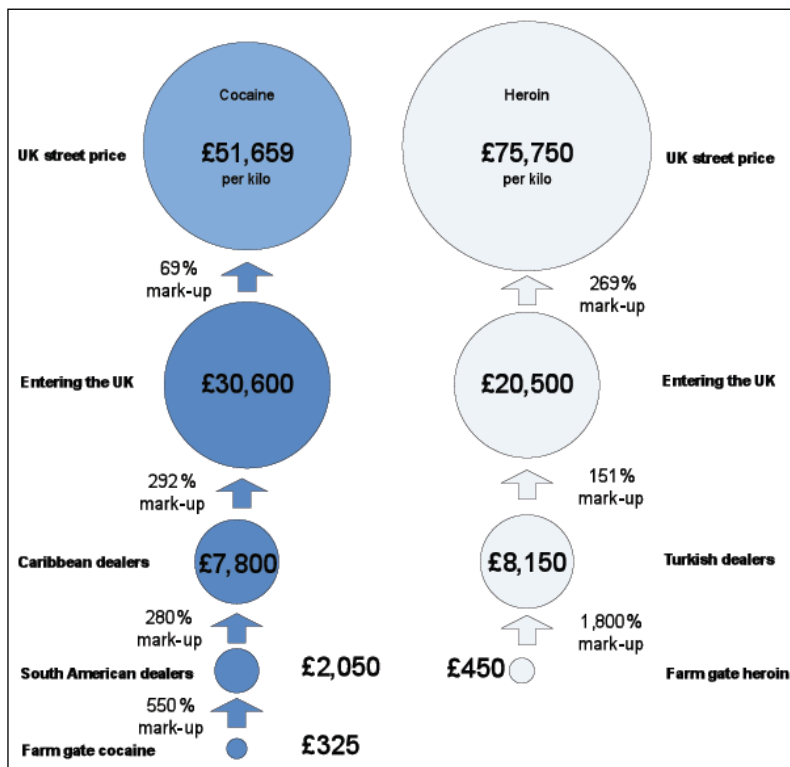 Cocaine
Heroin
UK street price
£51,659
per kilo
£75,750
per kilo
UK street price
69%
mark-up
269%
mark-up
Entering the UK
£30,600
£20,500
Entering the UK
292%
mark-up
151%
mark-up
Caribbean dealers
£7,800
£8,150
Turkish dealers
280%
mark-up
1,800%
mark-up
South American dealers
£2,050
£450
Farm gate heroin
550%
mark-up
Farm gate cocaine
£325